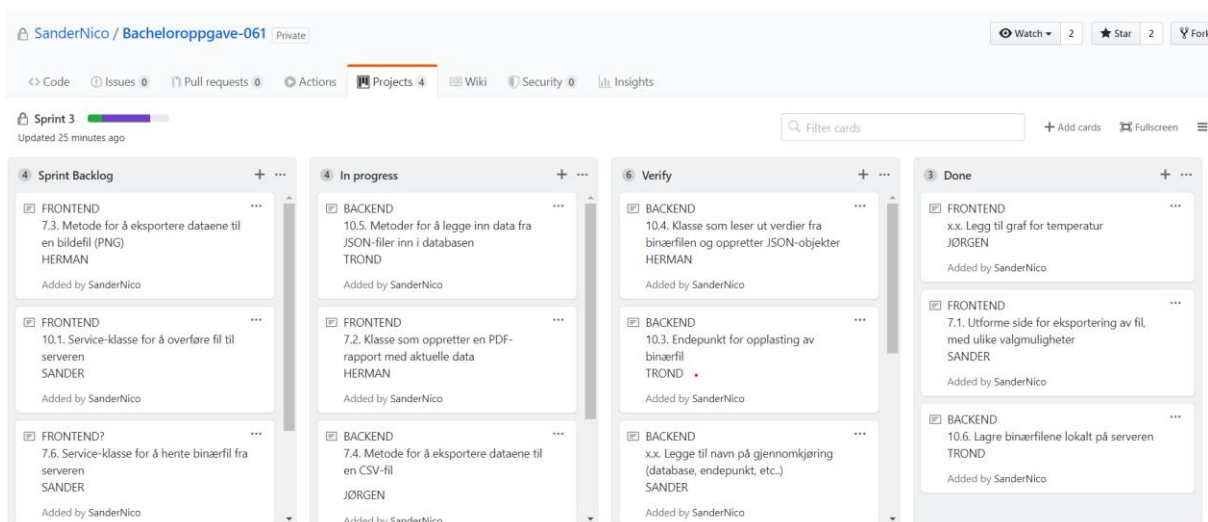 SanderNico / Bacheloroppgave-061 Private
Watch 2 Star 2 Fork
Code Issues 0 Pull requests 0 Actions Projects 4 Wiki Security 0 Insights
Sprint 3
Updated 25 minutes ago
Filter cards
Add cards Fullscreen
4 Sprint Backlog
FRONTEND
7.3. Metode for å eksportere dataene til
en bildefil (PNG)
HERMAN
Added by SanderNico
FRONTEND
10.1. Service-klasse for å overføre fil til
serveren
SANDER
Added by SanderNico
FRONTEND?
7.6. Service-klasse for å hente binærfil fra
serveren
SANDER
Added by SanderNico
4 In progress
BACKEND
10.5. Metoder for å legge inn data fra
JSON-filer inn i databasen
TROND
Added by SanderNico
FRONTEND
7.2. Klasse som oppretter en PDF-
rapport med aktuelle data
HERMAN
Added by SanderNico
BACKEND
7.4. Metode for å eksportere dataene til
en CSV-fil
JØRGEN
Added by SanderNico
6 Verify
BACKEND
10.4. Klasse som leser ut verdier fra
binærfilen og oppretter JSON-objekter
HERMAN
Added by SanderNico
BACKEND
10.3. Endepunkt for opplasting av
binærfil
TROND
Added by SanderNico
BACKEND
x.x. Legge til navn på gjennomkjøring
(database, endepunkt, etc..)
SANDER
Added by SanderNico
3 Done
FRONTEND
x.x. Legg til graf for temperatur
JØRGEN
Added by SanderNico
FRONTEND
7.1. Utforme side for eksportering av fil,
med ulike valgmuligheter
SANDER
Added by SanderNico
BACKEND
10.6. Lagre binærfilene lokalt på serveren
TROND
Added by SanderNico